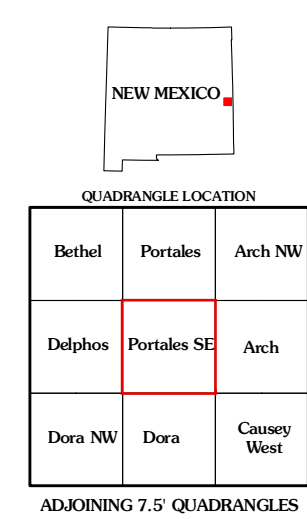 NEW MEXICO
QUADRANGLE LOCATION
Bethel Portales Arch NW
Delphos Portales SE Arch
Dora NW Dora Causey
West
ADJOINING 7.5' QUADRANGLES